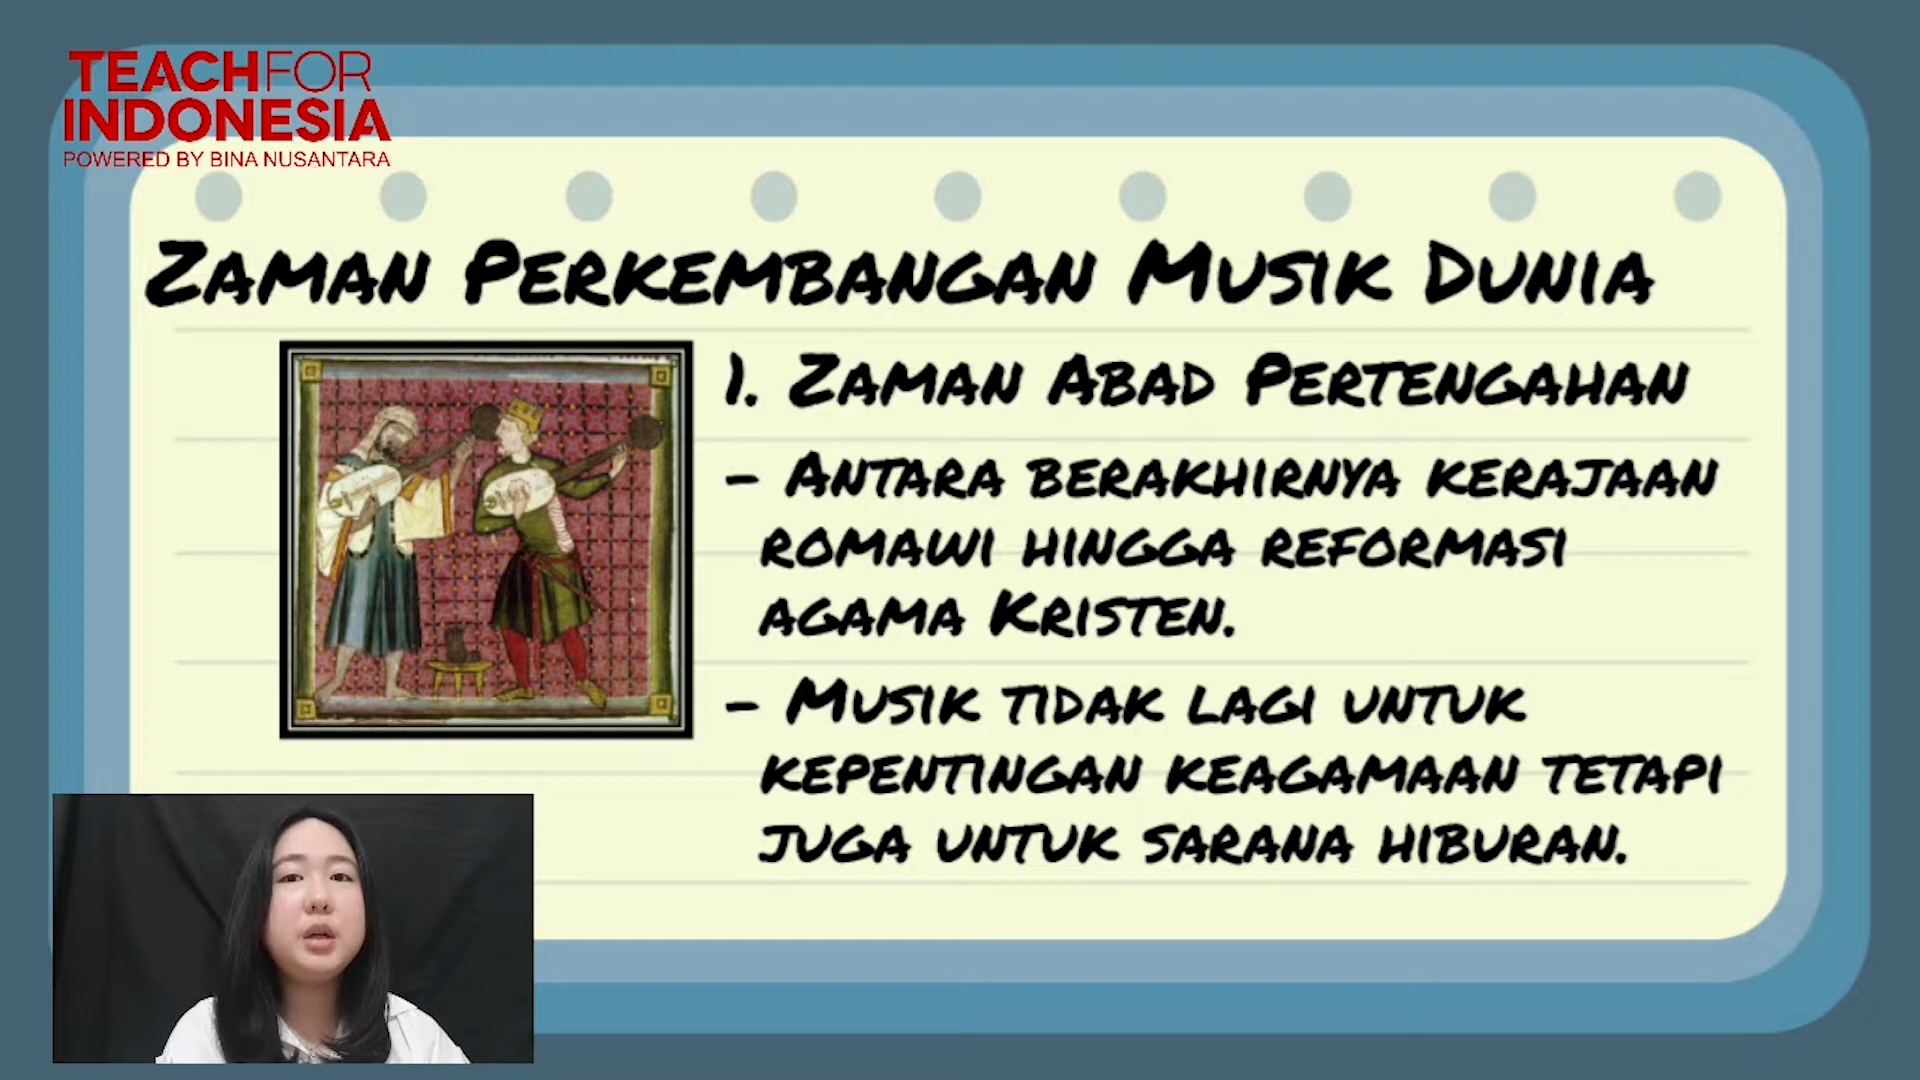 TEACHFOR
INDONESIA
POWERED BY BINA NUSANTARA
ZAMAN PERKEMBANGAN MUSIK DUNIA
1. ZAMAN ABAD PERTENGAHAN
- ANTARA BERAKHIRNYA KERAJAAN
ROMAWI HINGGA REFORMASI
AGAMA KRISTEN.
- MUSIK TIDAK LAGI UNTUK
KEPENTINGAN KEAGAMAAN TETAPI
JUGA UNTUK SARANA HIBURAN.